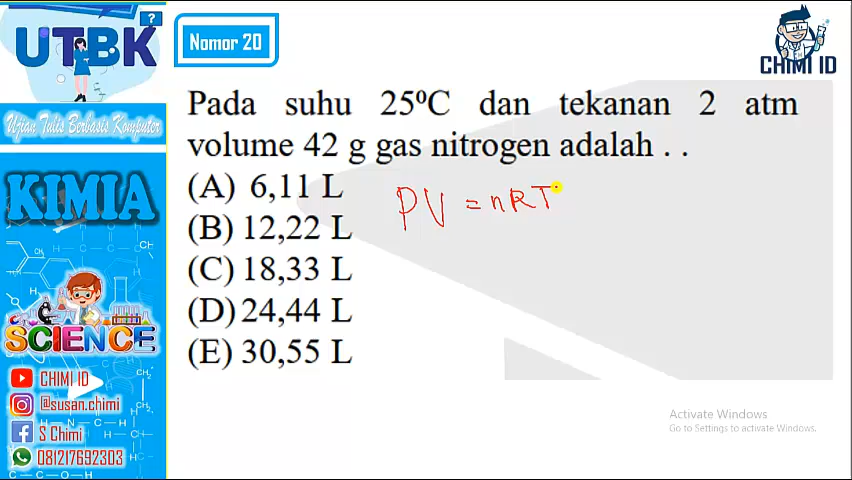 UTBK
?
Nomor 20
CHIMI ID
Ujian Tulis Berbasis Komputer
KIMIA
Pada suhu 25⁰C dan tekanan 2 atm
volume 42 g gas nitrogen adalah . .
(A) 6,11 L
(B) 12,22 L
(C) 18,33 L
(D) 24,44 L
(E) 30,55 L
PV = nRT
SCIENCE
CHIMI ID
@susan.chimi
S Chimi
081217692303
Activate Windows
Go to Settings to activate Windows.